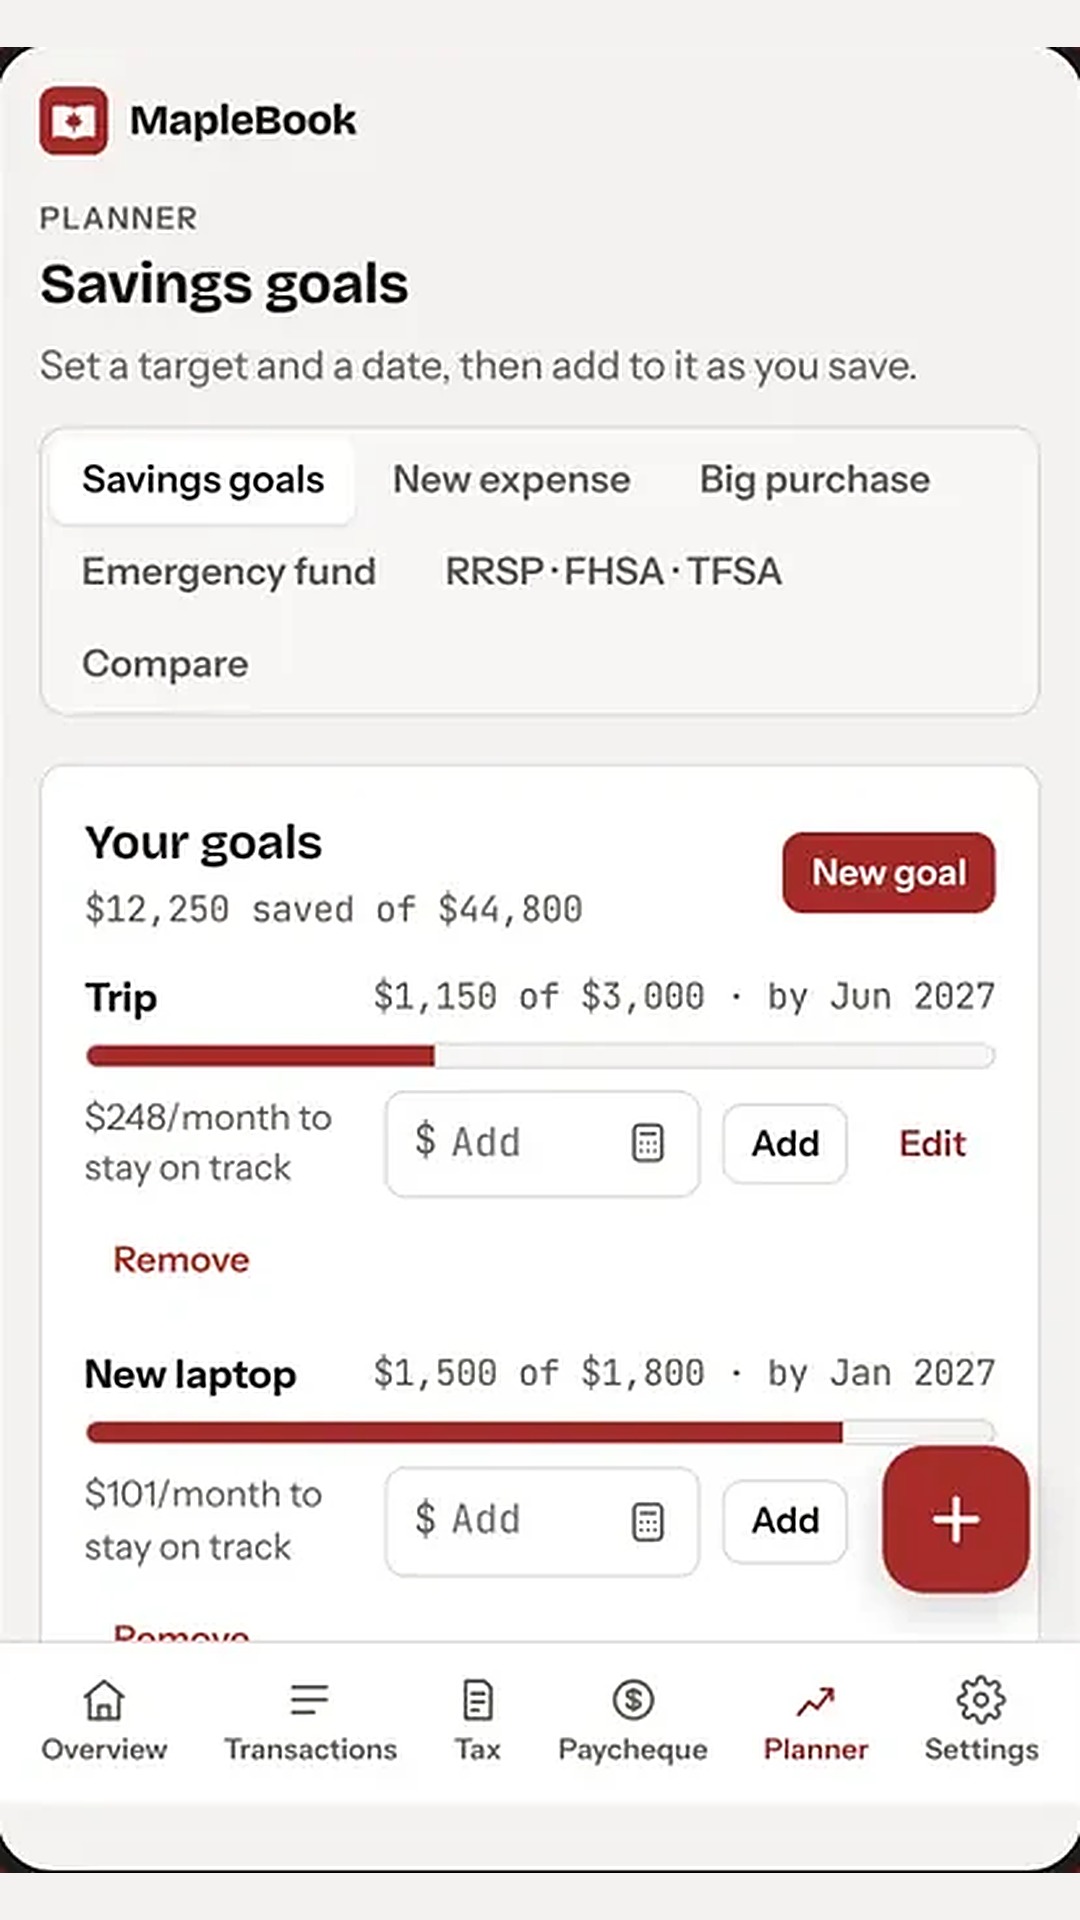 MapleBook
PLANNER
Savings goals
Set a target and a date, then add to it as you save.
Savings goals New expense Big purchase
Emergency fund RRSP · FHSA · TFSA
Compare
Your goals
New goal
$12,250 saved of $44,800
Trip $1,150 of $3,000 · by Jun 2027
$248/month to
stay on track
$ Add Add Edit
Remove
New laptop $1,500 of $1,800 · by Jan 2027
$101/month to
stay on track
$ Add Add
Remove
Overview Transactions Tax Paycheque Planner Settings